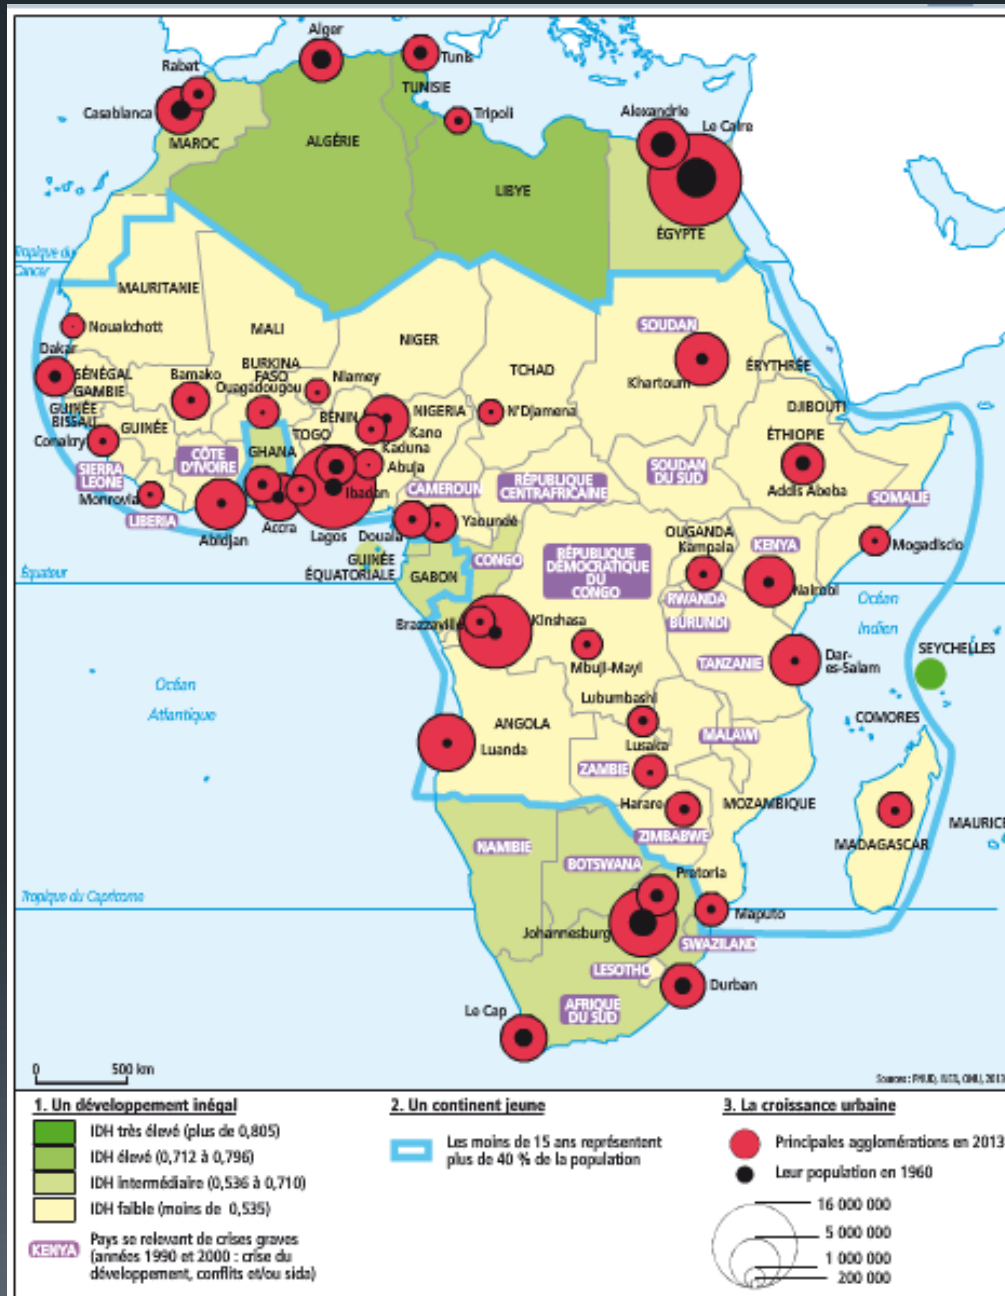 Alger
Tunis
Rabat
TUNISIE
Casablanca
Tripoli
Alexandrie
Le Caire
MAROC
ALGÉRIE
LIBYE
ÉGYPTE
Tropique du
Cancer
MAURITANIE
Nouakchott
MALI
NIGER
SOUDAN
Dakar
TCHAD
ÉRYTHRÉE
Khartoum
SÉNÉGAL
GAMBIE
Bamako
BURKINA
FASO
Ouagadougou
Niamey
GUINÉE
BISSAU
GUINÉE
BÉNIN
NIGERIA
N'Djamena
DJIBOUTI
Conakry
TOGO
Kano
Kaduna
ÉTHIOPIE
GHANA
Abuja
SIERRA
LEONE
CÔTE
D'IVOIRE
Ibadan
CAMEROUN
RÉPUBLIQUE
CENTRAFRICAINE
SOUDAN
DU SUD
Addis Abeba
SOMALIE
Monrovia
LIBERIA
Abidjan
Accra
Lagos
Douala
Yaoundé
OUGANDA
Kampala
KENYA
Mogadiscio
GUINÉE
ÉQUATORIALE
CONGO
RÉPUBLIQUE
DÉMOCRATIQUE
DU
CONGO
Équateur
GABON
Nairobi
RWANDA
Océan
Indien
Brazzaville
Kinshasa
BURUNDI
SEYCHELLES
Mbuji-Mayi
TANZANIE
Dar-
es-Salam
Océan
Atlantique
Lubumbashi
COMORES
ANGOLA
Luanda
Lusaka
MALAWI
ZAMBIE
Harare
MOZAMBIQUE
MAURICE
ZIMBABWE
MADAGASCAR
NAMIBIE
BOTSWANA
Pretoria
Tropique du Capricorne
Maputo
Johannesburg
SWAZILAND
LESOTHO
Durban
Le Cap
AFRIQUE
DU SUD
0 500 km
Sources : PNUD, ONU, 2013
1. Un développement inégal
IDH très élevé (plus de 0,805)
IDH élevé (0,712 à 0,796)
IDH intermédiaire (0,536 à 0,710)
IDH faible (moins de 0,535)
KENYA
Pays se relevant de crises graves
(années 1990 et 2000 : crise du
développement, conflits et/ou sida)
2. Un continent jeune
Les moins de 15 ans représentent
plus de 40 % de la population
3. La croissance urbaine
Principales agglomérations en 2013
Leur population en 1960
16 000 000
5 000 000
1 000 000
200 000